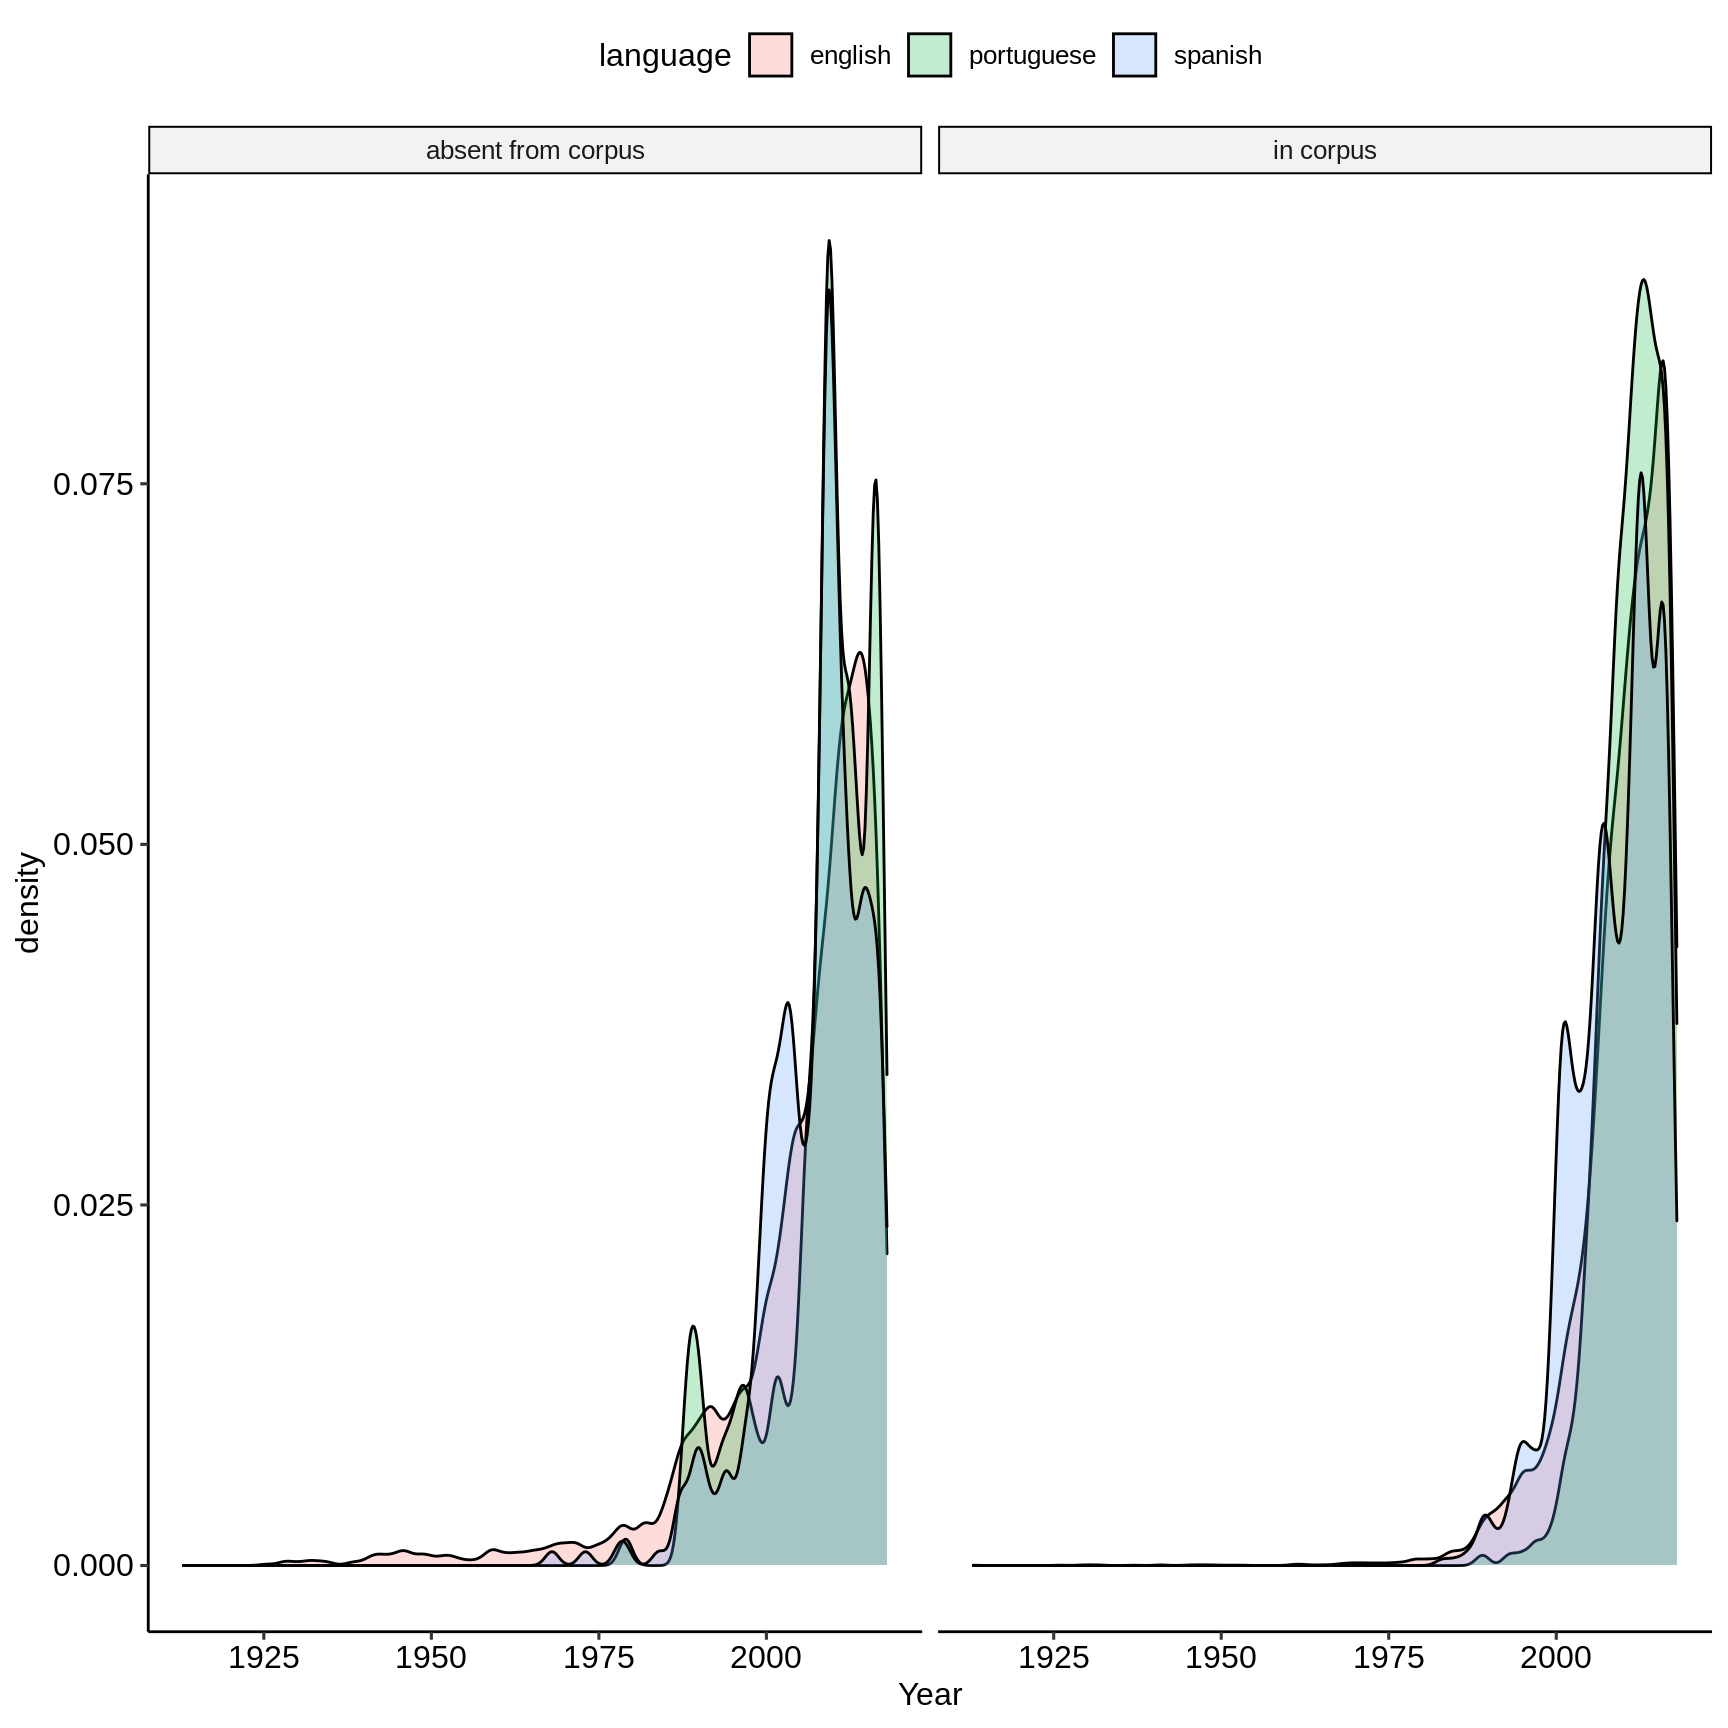 language english portuguese spanish
absent from corpus in corpus
0.075
0.050
0.025
0.000
density
1925 1950 1975 2000 1925 1950 1975 2000
Year